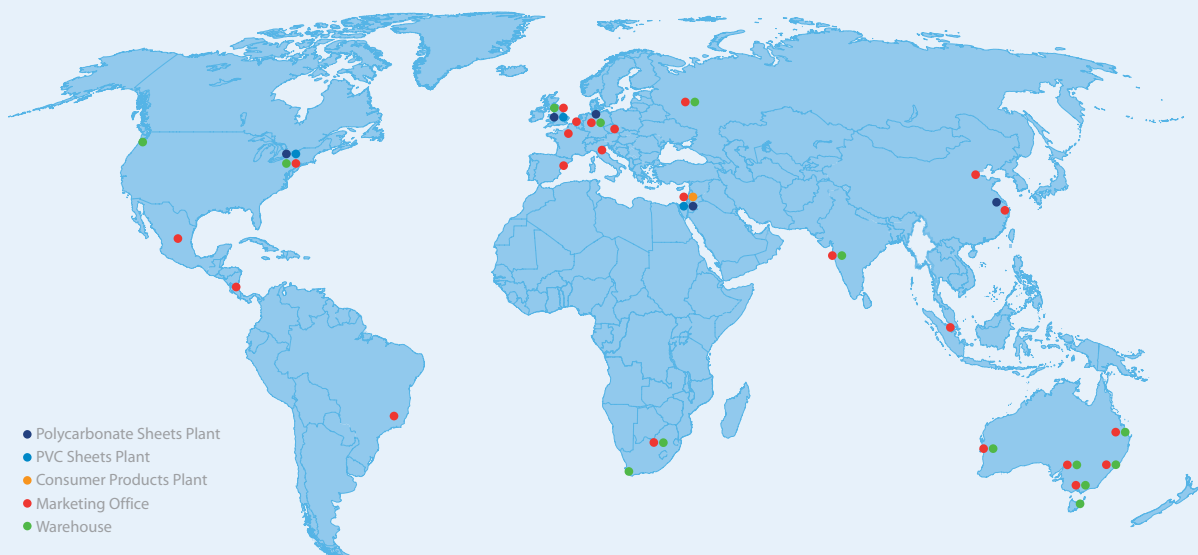 Polycarbonate Sheets Plant
PVC Sheets Plant
Consumer Products Plant
Marketing Office
Warehouse